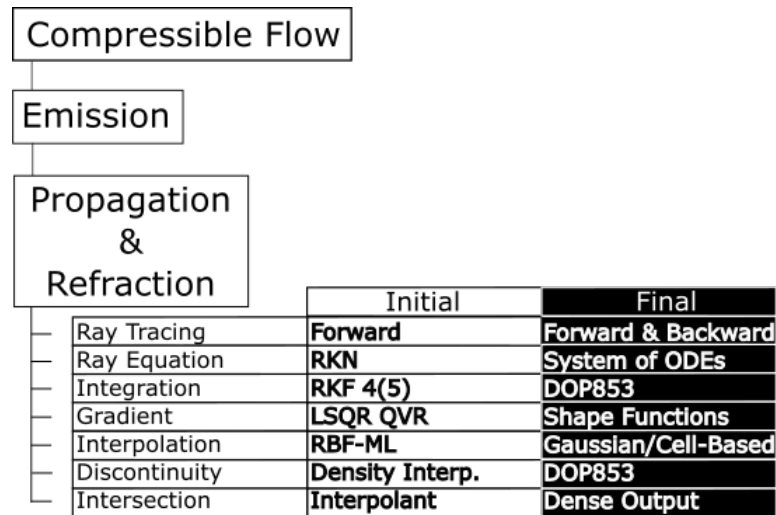 Compressible Flow
Emission
Propagation
&
Refraction
Initial Final
Ray Tracing Forward Forward & Backward
Ray Equation RKN System of ODEs
Integration RKF 4(5) DOP853
Gradient LSQR QVR Shape Functions
Interpolation RBF-ML Gaussian/Cell-Based
Discontinuity Density Interp. DOP853
Intersection Interpolant Dense Output